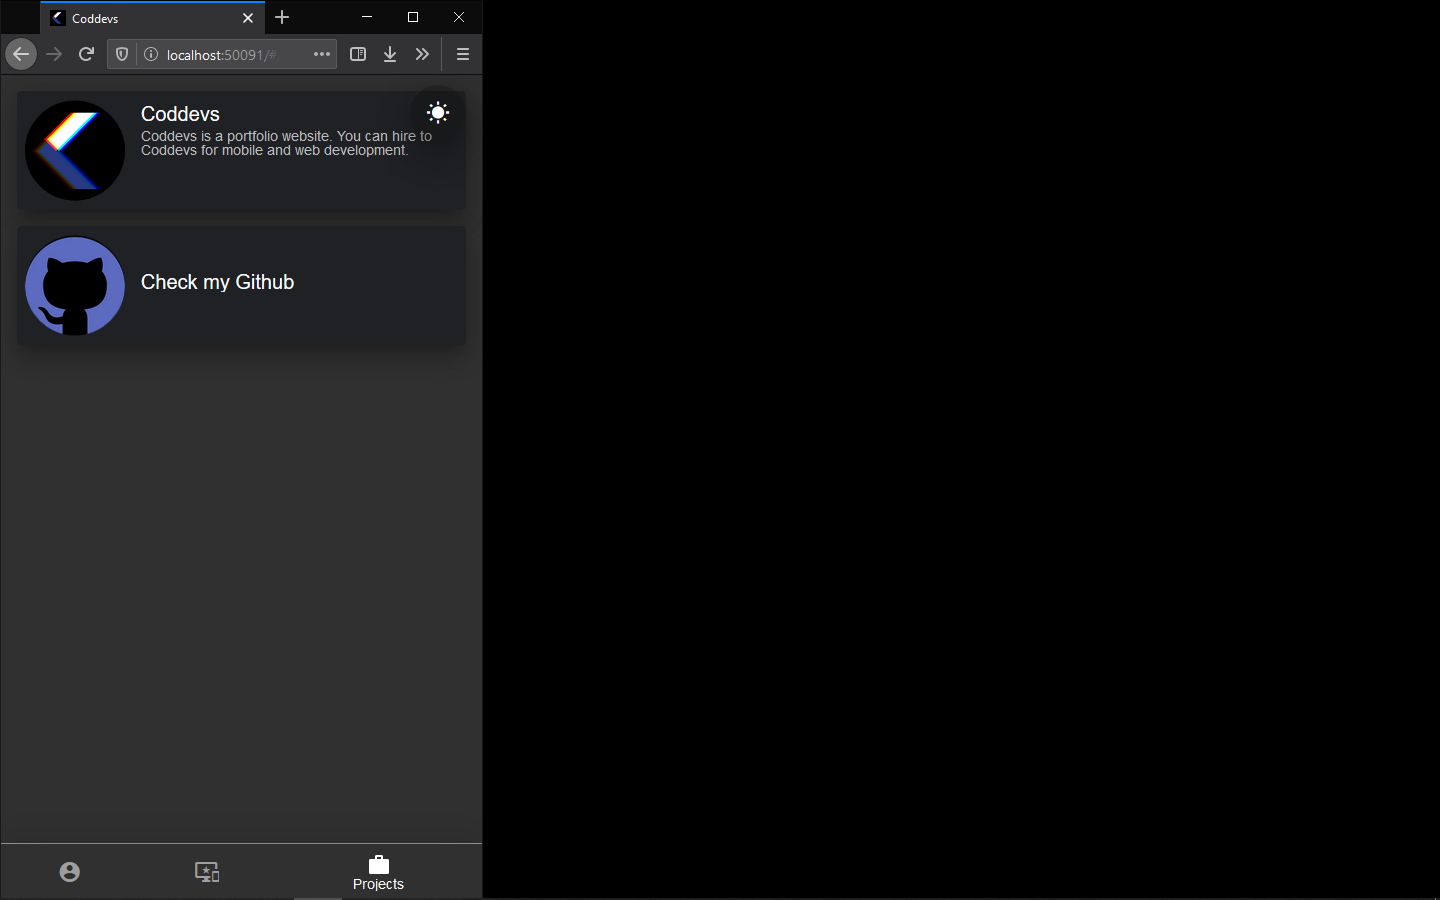 Coddevs
localhost:50091/#
Coddevs
Coddevs is a portfolio website. You can hire to
Coddevs for mobile and web development.
Check my Github
Projects